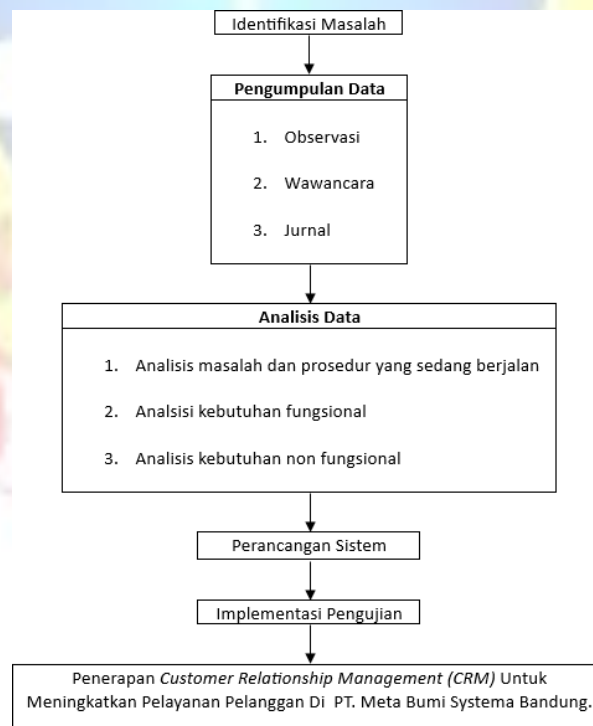 Identifikasi Masalah
Pengumpulan Data
1. Observasi
2. Wawancara
3. Jurnal
Analisis Data
1. Analisis masalah dan prosedur yang sedang berjalan
2. Analsisi kebutuhan fungsional
3. Analisis kebutuhan non fungsional
Perancangan Sistem
Implementasi Pengujian
Penerapan Customer Relationship Management (CRM) Untuk
Meningkatkan Pelayanan Pelanggan Di PT. Meta Bumi Systema Bandung.